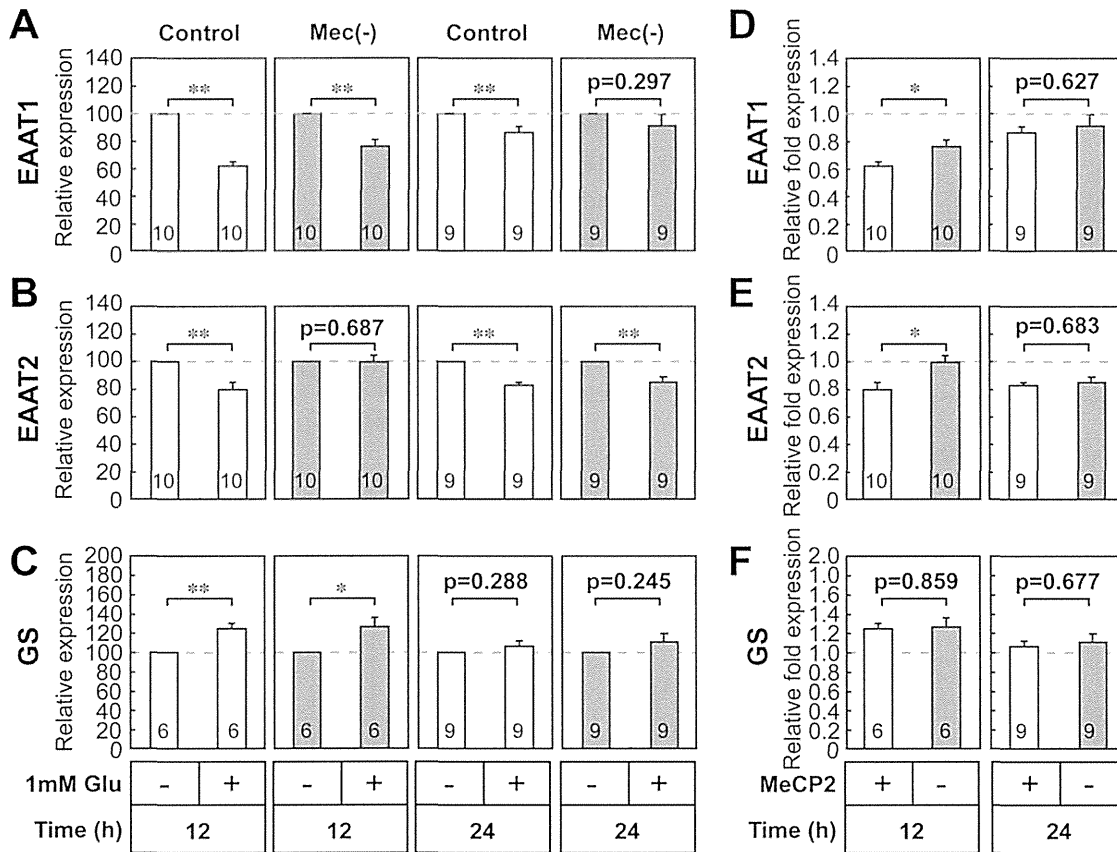 A Control Mec(-) Control Mec(-) D
EAAT1
Relative expression
140
120
100
80
60
40
20
0
** ** ** p=0.297
10 10 10 10 9 9 9 9
EAAT1
Relative fold expression
1.4
1.2
1.0
0.8
0.6
0.4
0.2
0
* p=0.627
10 10 9 9
B
EAAT2
Relative expression
140
120
100
80
60
40
20
0
** p=0.687 ** **
10 10 10 10 9 9 9 9
E
EAAT2
Relative fold expression
1.4
1.2
1.0
0.8
0.6
0.4
0.2
0
* p=0.683
10 10 9 9
C
GS
Relative expression
200
180
160
140
120
100
80
60
40
20
0
** * p=0.288 p=0.245
6 6 6 6 9 9 9 9
F
GS
Relative fold expression
2.0
1.8
1.6
1.4
1.2
1.0
0.8
0.6
0.4
0.2
0
p=0.859 p=0.677
6 6 9 9
1mM Glu - + - + - + - +
Time (h) 12 12 24 24
MeCP2 + - + -
12 24